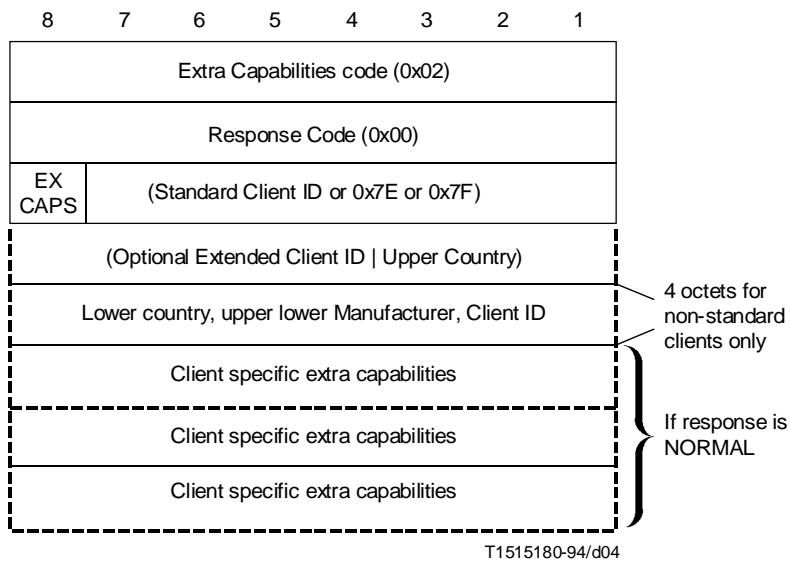 8 7 6 5 4 3 2 1
Extra Capabilities code (0x02)
Response Code (0x00)
EX
CAPS
(Standard Client ID or 0x7E or 0x7F)
(Optional Extended Client ID | Upper Country)
Lower country, upper lower Manufacturer, Client ID
4 octets for
non-standard
clients only
Client specific extra capabilities
Client specific extra capabilities
Client specific extra capabilities
If response is
NORMAL
T1515180-94/d04